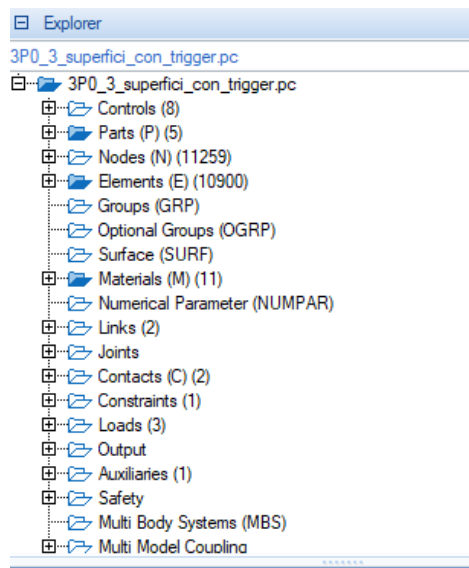 Explorer
3P0_3_superfici_con_trigger.pc
3P0_3_superfici_con_trigger.pc
Controls (8)
Parts (P) (5)
Nodes (N) (11259)
Elements (E) (10900)
Groups (GRP)
Optional Groups (OGRP)
Surface (SURF)
Materials (M) (11)
Numerical Parameter (NUMPAR)
Links (2)
Joints
Contacts (C) (2)
Constraints (1)
Loads (3)
Output
Auxiliaries (1)
Safety
Multi Body Systems (MBS)
Multi Model Coupling